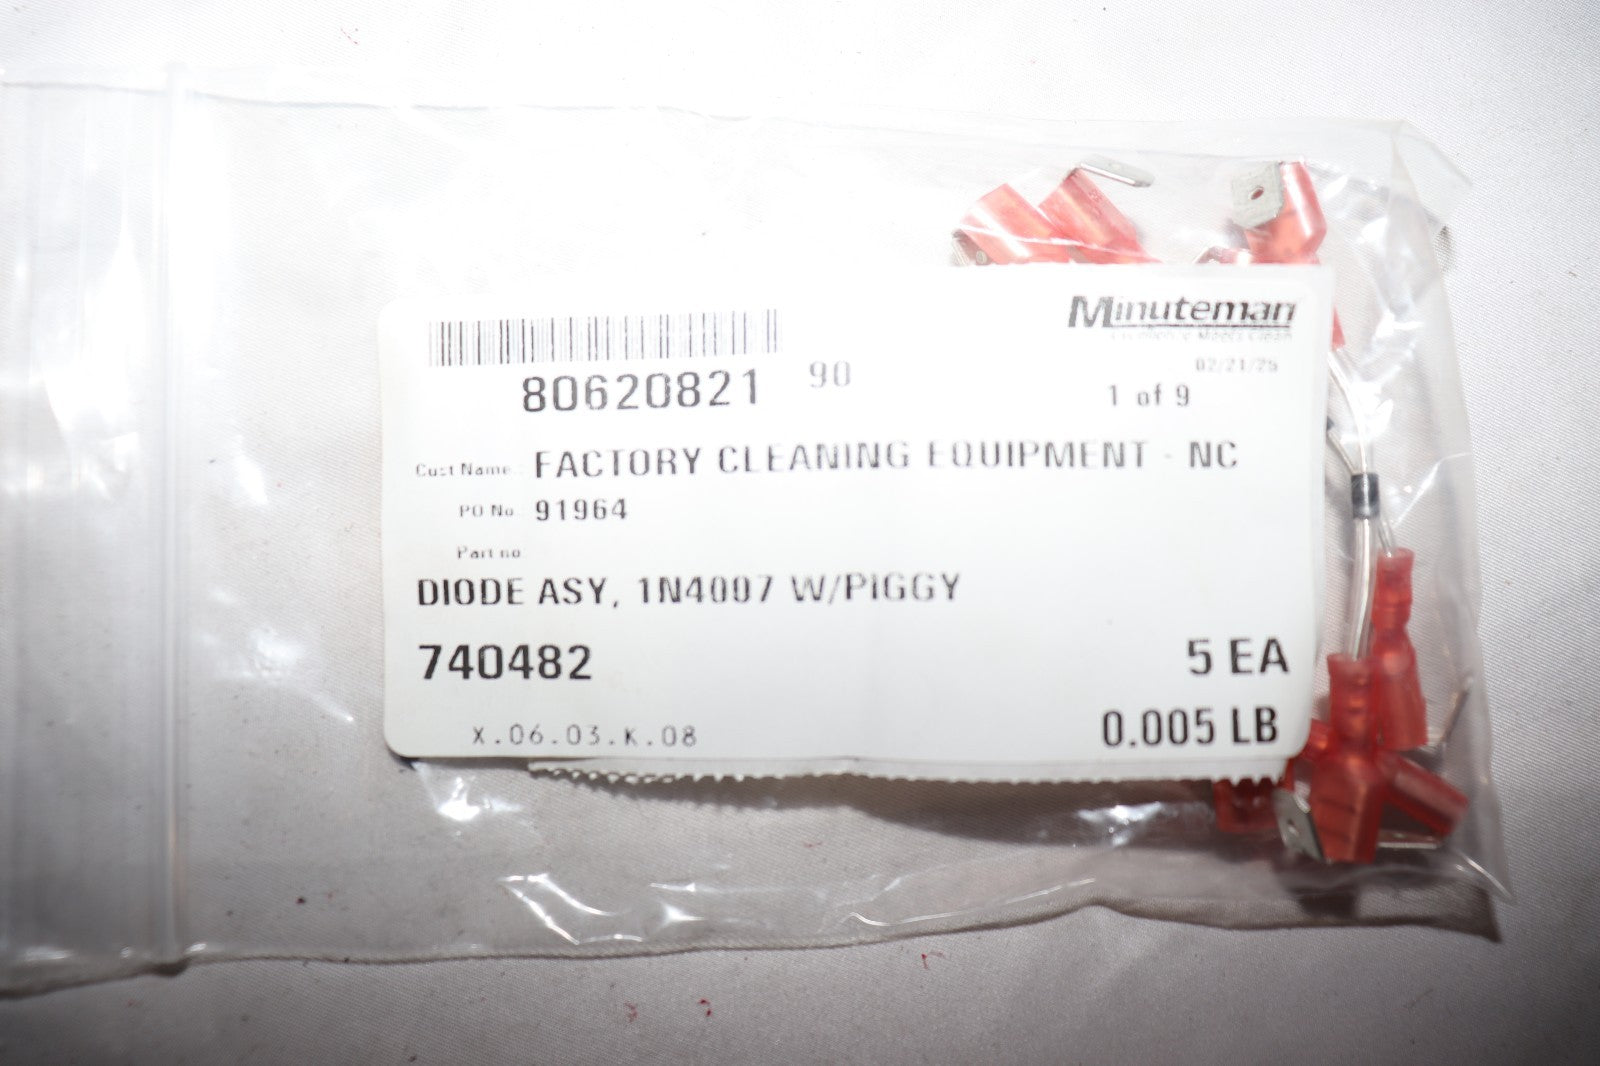 Minuteman
02/21/25
80620821 90
1 of 9
Cust Name.: FACTORY CLEANING EQUIPMENT - NC
PO No 91964
Part no
DIODE ASY, 1N4007 W/PIGGY
740482
5 EA
X.06.03.K.08
0.005 LB